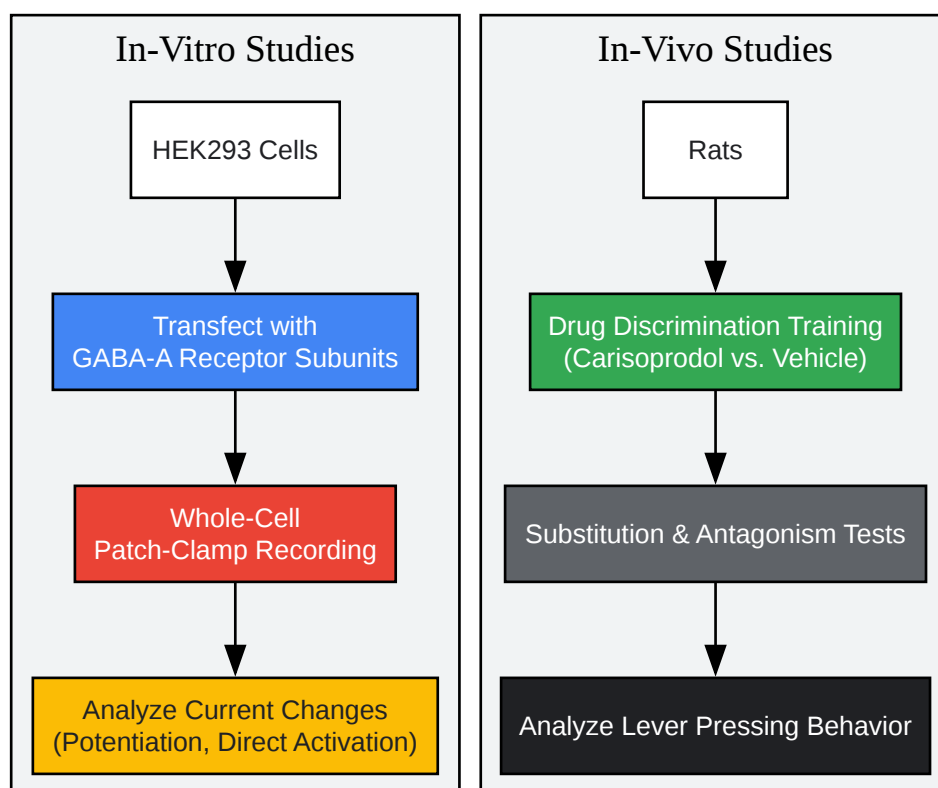 In-Vitro Studies
HEK293 Cells
Transfect with
GABA-A Receptor Subunits
Whole-Cell
Patch-Clamp Recording
Analyze Current Changes
(Potentiation, Direct Activation)
In-Vivo Studies
Rats
Drug Discrimination Training
(Carisoprodol vs. Vehicle)
Substitution & Antagonism Tests
Analyze Lever Pressing Behavior